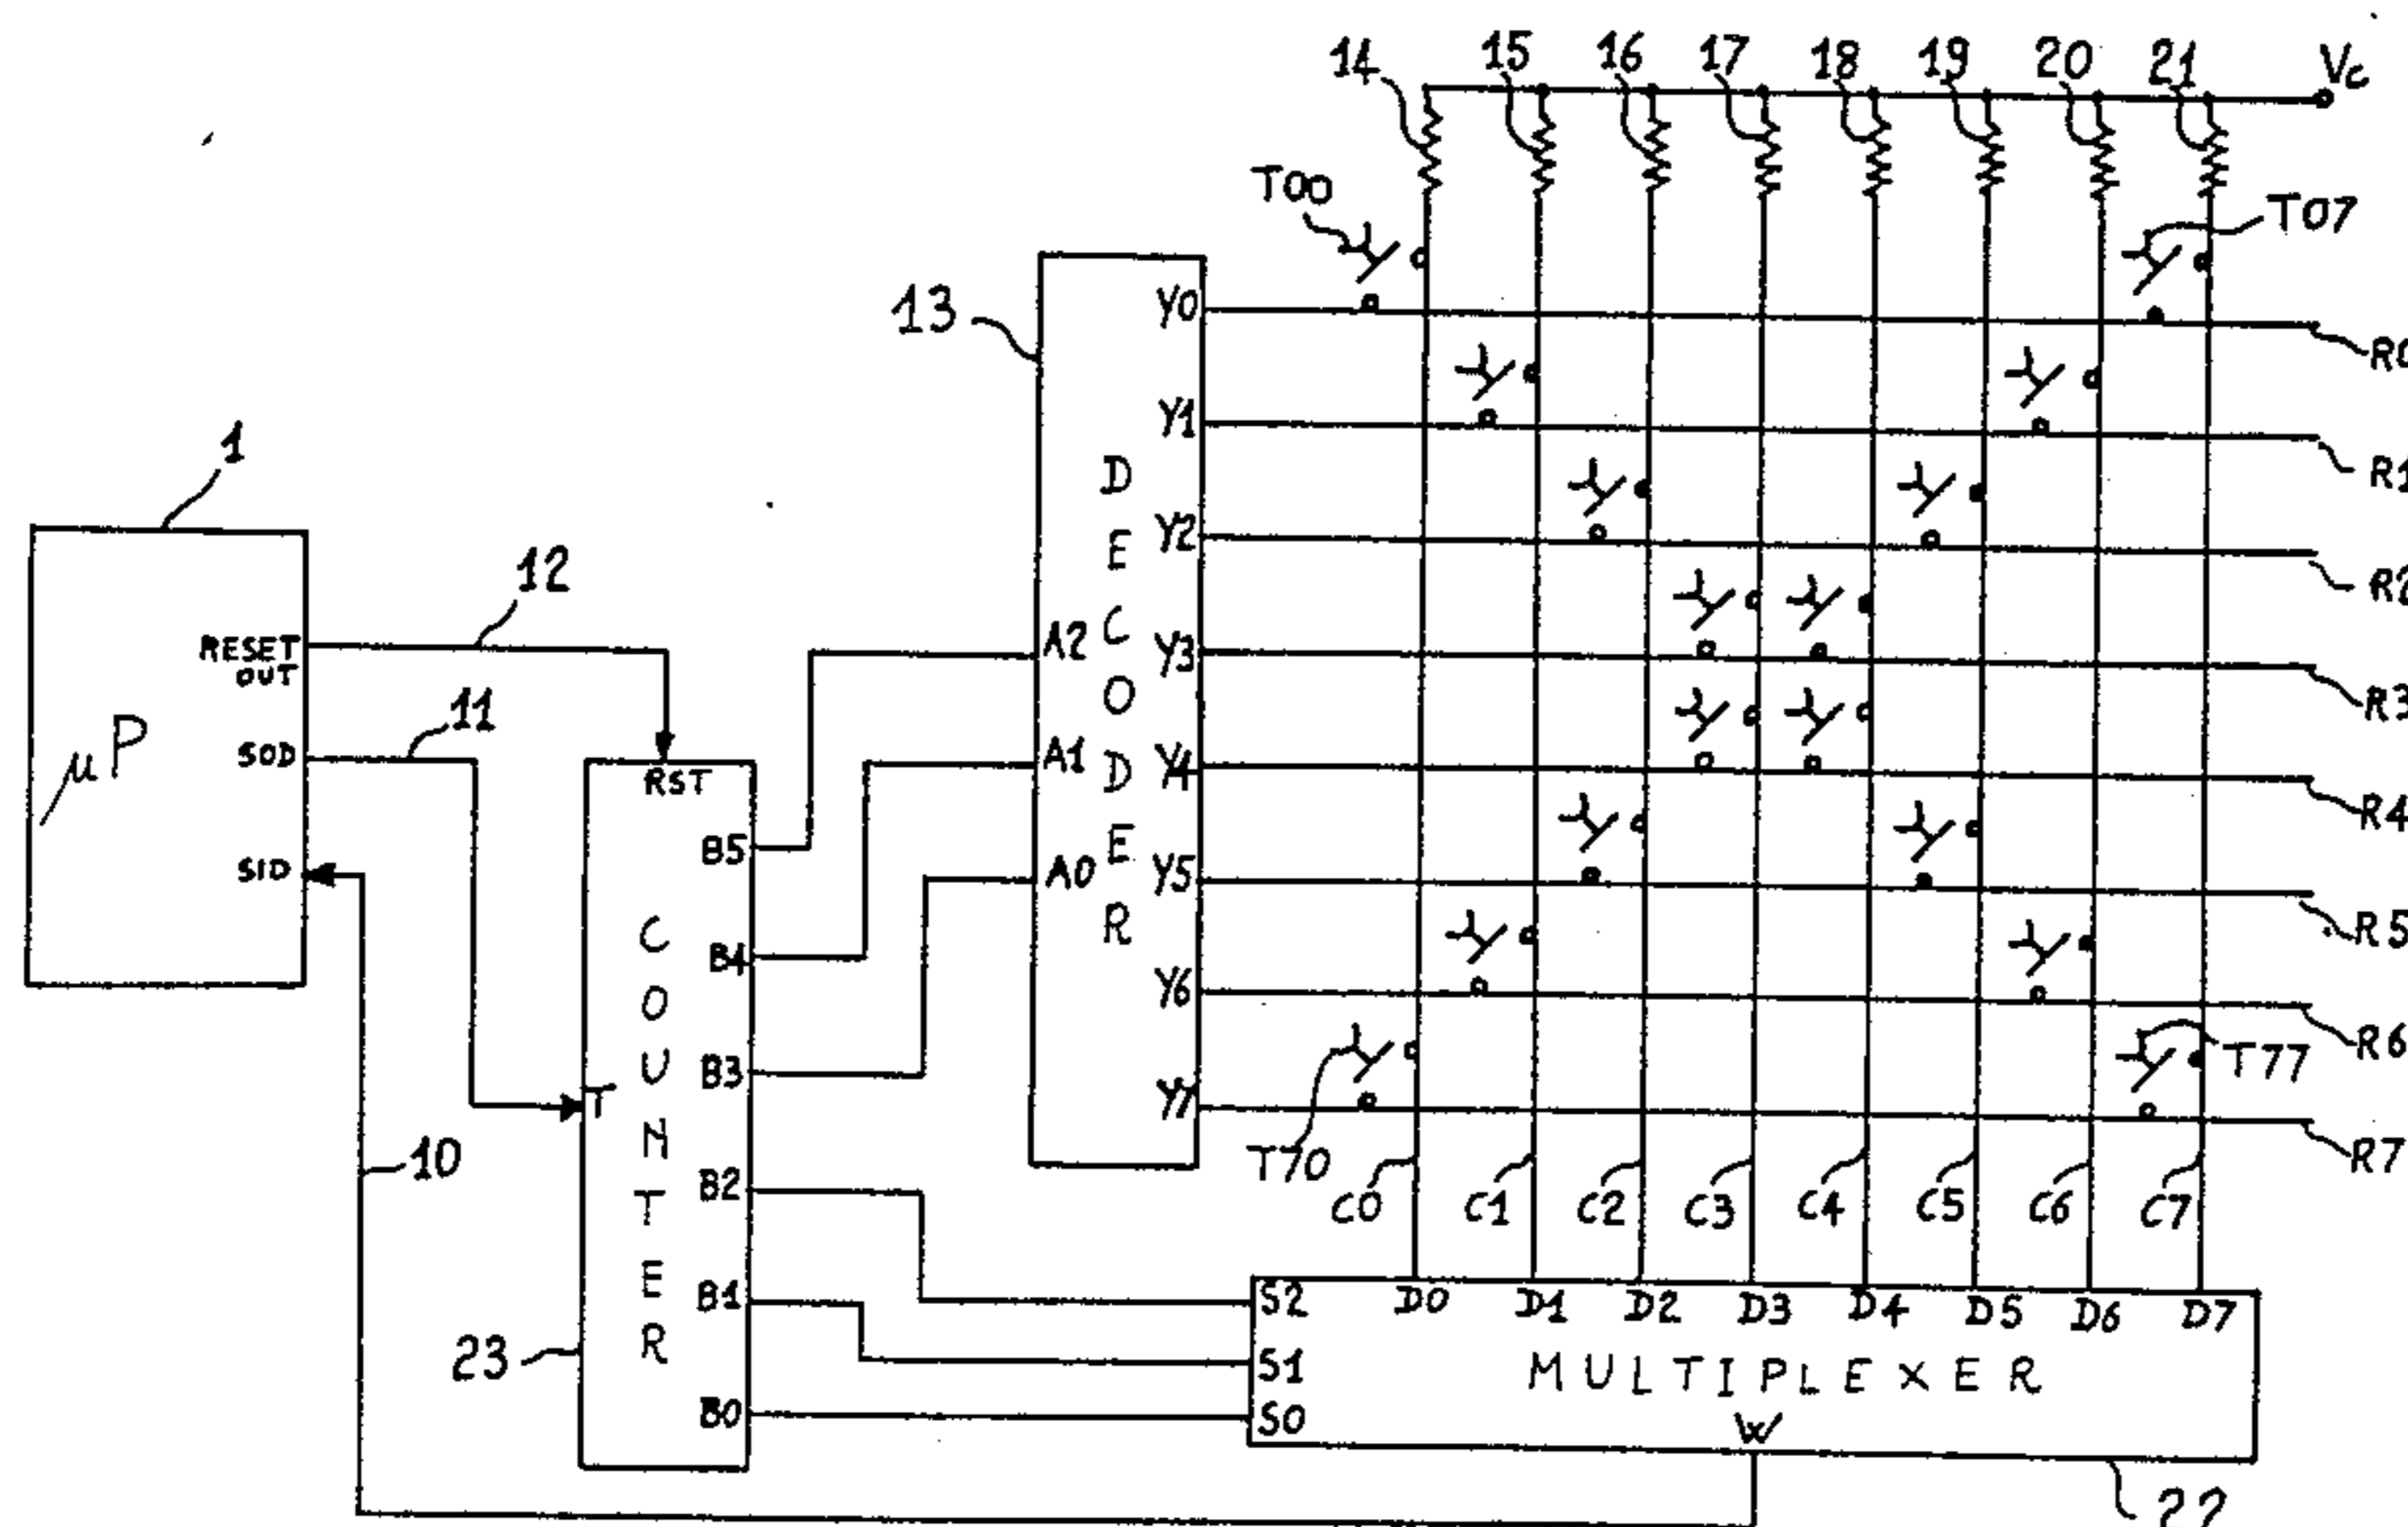 14 15 16 17 18 19 20 21 Vc
T00 T07
13
Y0 R0
Y1 R1
Y2 R2
Y3 R3
Y4 R4
Y5 R5
Y6 R6
Y7 R7
A2
A1
A0
DECODER
1
μP
RESET OUT
SOD
SID
12
11
10
RST
T
COUNTER
B5
B4
B3
B2
B1
B0
23
T70 T77
C0 C1 C2 C3 C4 C5 C6 C7
S2 D0 D1 D2 D3 D4 D5 D6 D7
S1 MULTIPLEXER
S0 W
22